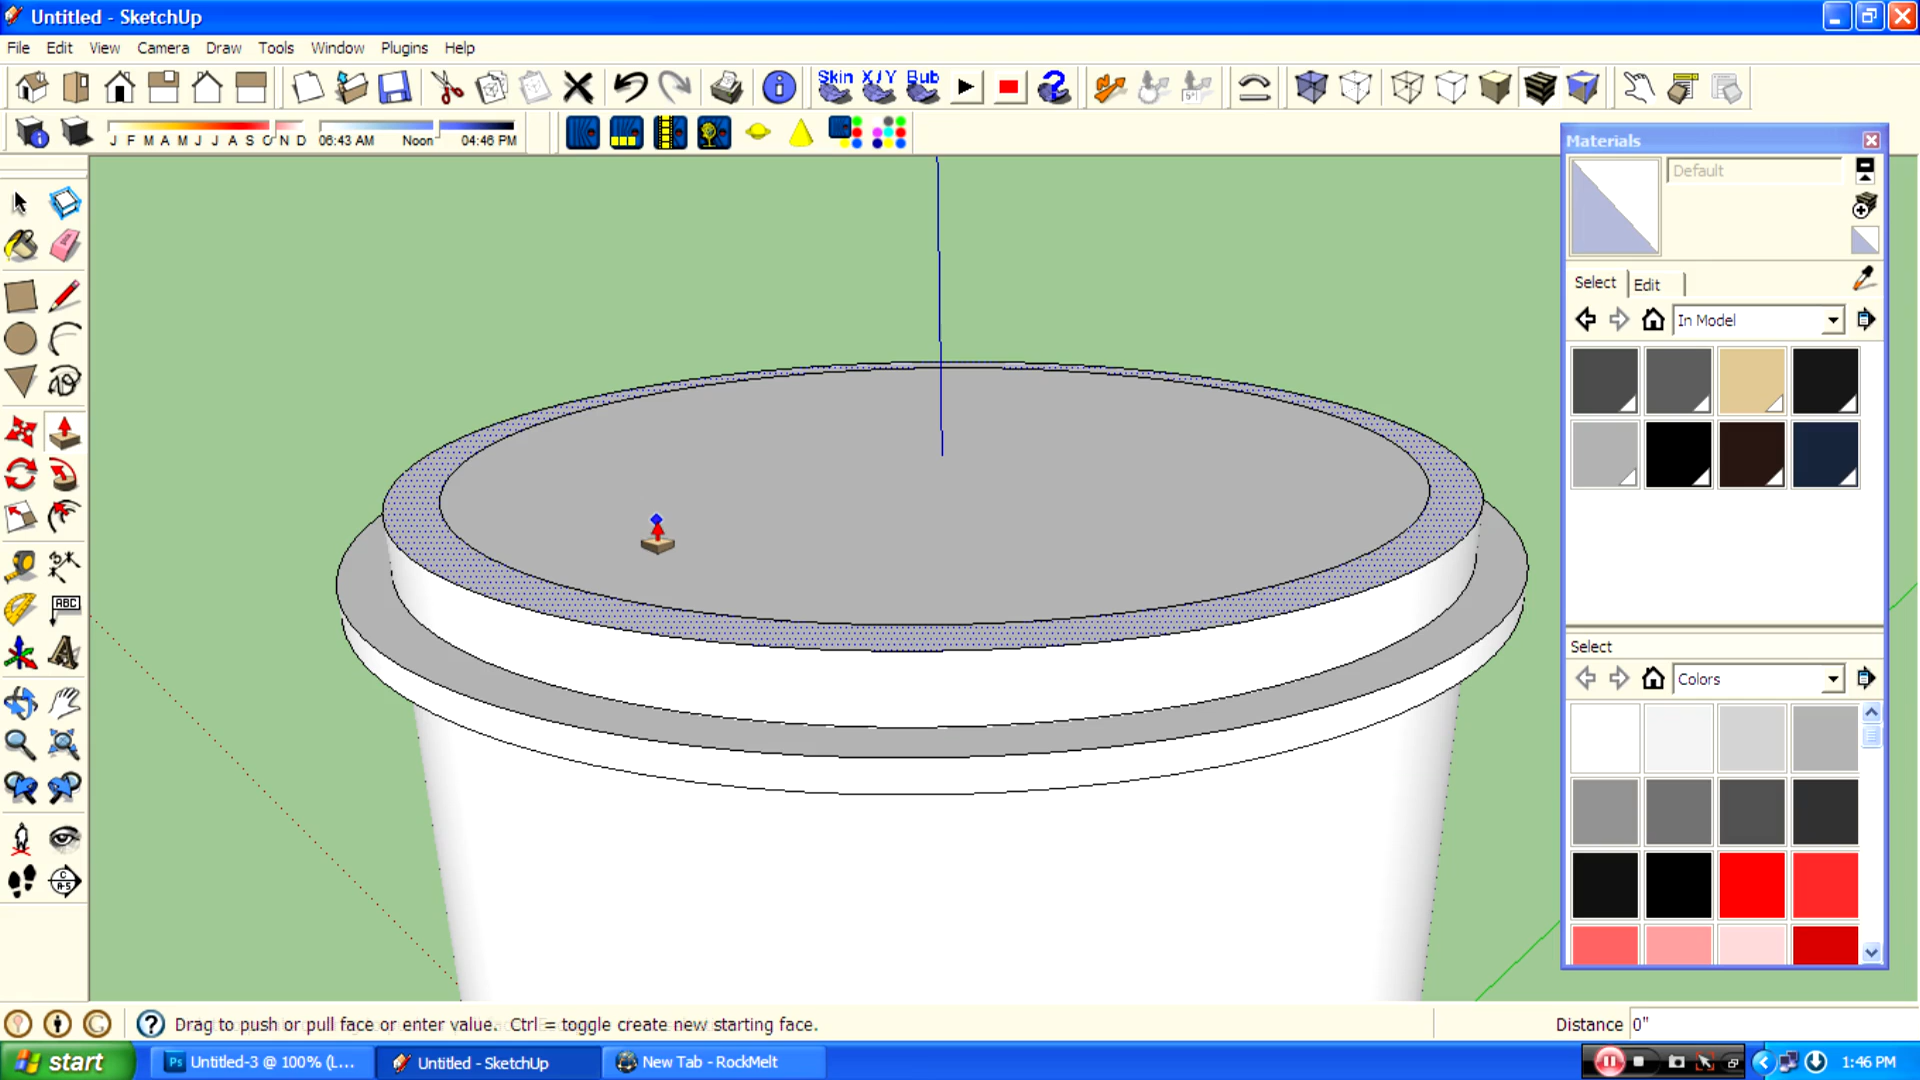 Untitled - SketchUp
File Edit View Camera Draw Tools Window Plugins Help
Skin X/Y Bub
J F M A M J J A S O N D 06:43 AM Noon 04:46 PM
Materials
Default
Select Edit
In Model
ABC
Select
Colors
Drag to push or pull face or enter value. Ctrl = toggle create new starting face.
Distance 0"
start
Ps Untitled-3 @ 100% (L...
Untitled - SketchUp
New Tab - RockMelt
1:46 PM